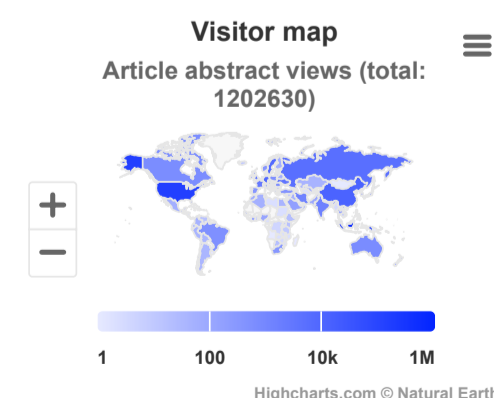 Visitor map
Article abstract views (total:
1202630)
+
−
1 100 10k 1M
Highcharts.com © Natural Earth